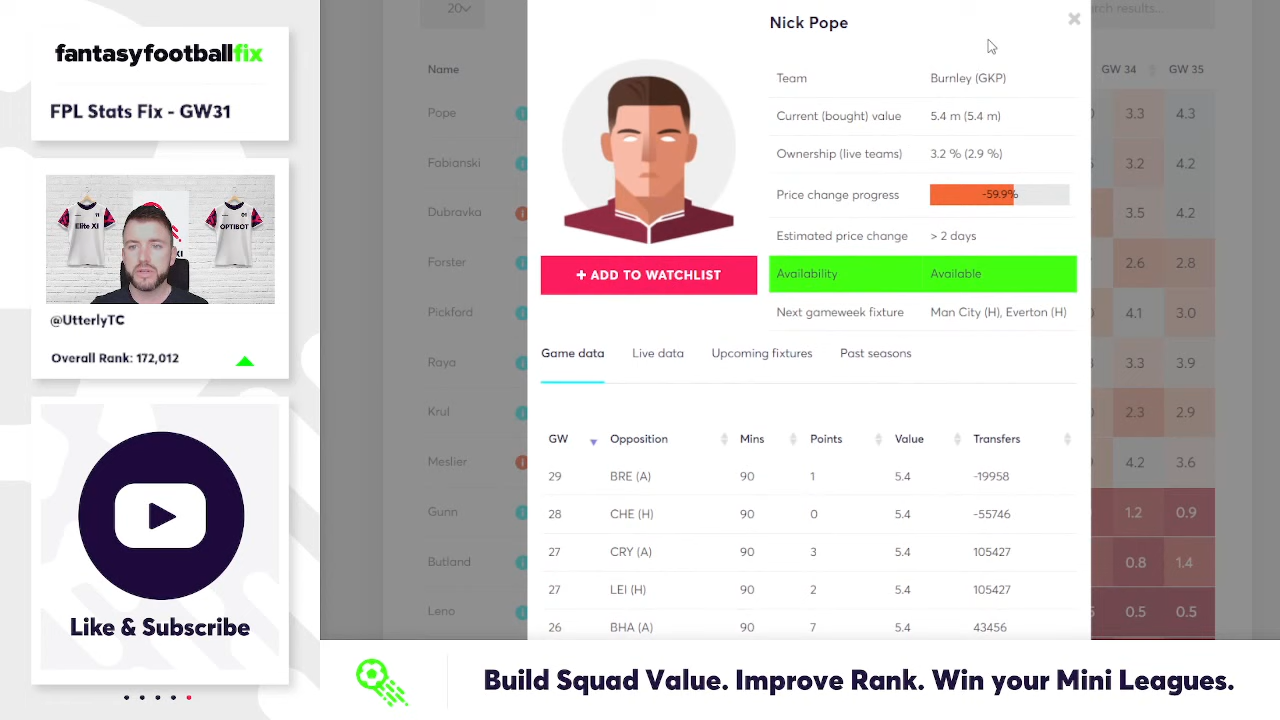 fantasyfootballfix
FPL Stats Fix - GW31
Elite XI
OPTIBOT
@UtterlyTC
Overall Rank: 172,012
Like & Subscribe
20
Search results...
Name
GW 34
GW 35
Pope
3.3
4.3
Fabianski
3.2
4.2
Dubravka
3.5
4.2
Forster
2.6
2.8
Pickford
4.1
3.0
Raya
3.3
3.9
Krul
2.3
2.9
Meslier
4.2
3.6
Gunn
1.2
0.9
Butland
0.8
1.4
Leno
0.5
0.5
Nick Pope
Team Burnley (GKP)
Current (bought) value 5.4 m (5.4 m)
Ownership (live teams) 3.2 % (2.9 %)
Price change progress -59.9%
Estimated price change > 2 days
+ ADD TO WATCHLIST
Availability Available
Next gameweek fixture Man City (H), Everton (H)
Game data Live data Upcoming fixtures Past seasons
GW Opposition Mins Points Value Transfers
29 BRE (A) 90 1 5.4 -19958
28 CHE (H) 90 0 5.4 -55746
27 CRY (A) 90 3 5.4 105427
27 LEI (H) 90 2 5.4 105427
26 BHA (A) 90 7 5.4 43456
Build Squad Value. Improve Rank. Win your Mini Leagues.